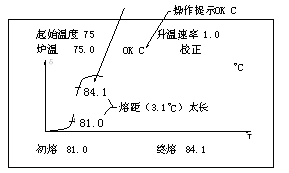 操作提示OK C
起始温度 75 升温速率 1.0
炉温 75.0 OK C 校正
℃
84.1
熔距(3.1℃)太长
81.0
T
初熔 81.0 终熔 84.1